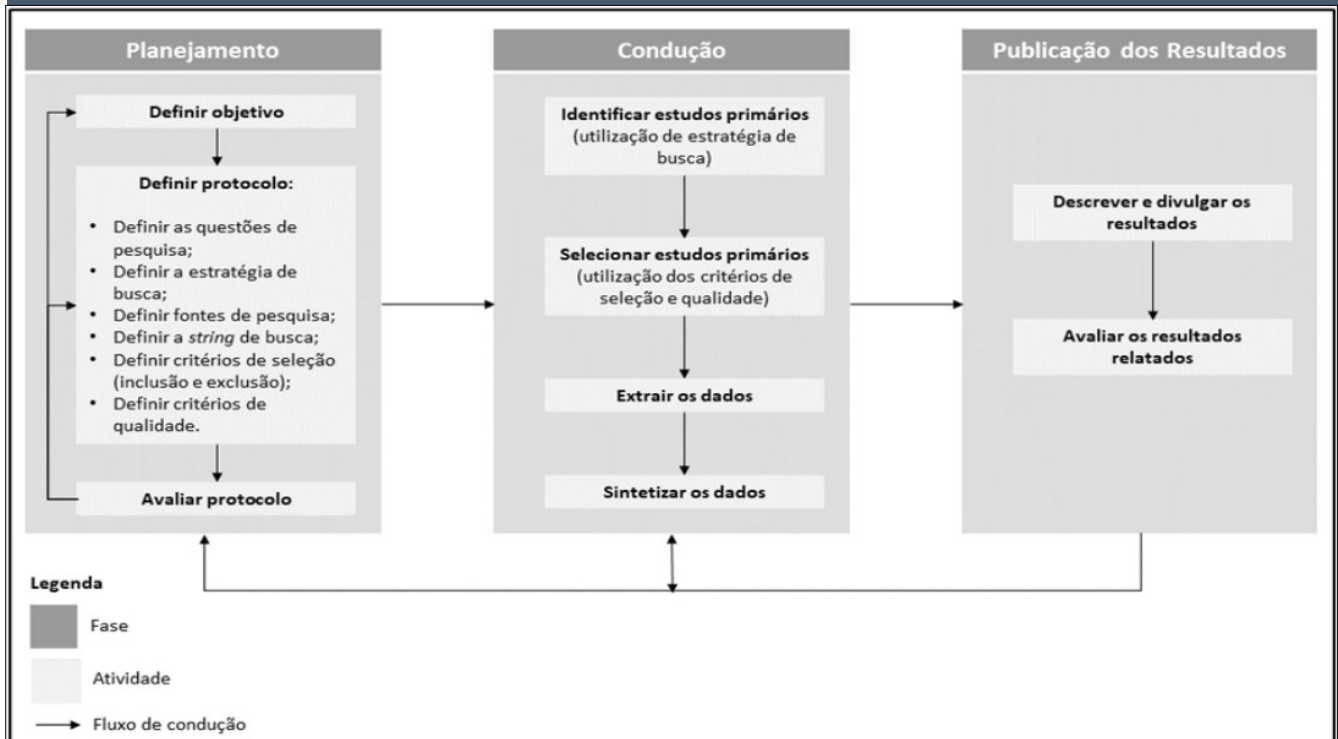 Planejamento
Definir objetivo
Definir protocolo:
• Definir as questões de
pesquisa;
• Definir a estratégia de
busca;
• Definir fontes de pesquisa;
• Definir a string de busca;
• Definir critérios de seleção
(inclusão e exclusão);
• Definir critérios de
qualidade.
Avaliar protocolo
Condução
Identificar estudos primários
(utilização de estratégia de
busca)
Selecionar estudos primários
(utilização dos critérios de
seleção e qualidade)
Extrair os dados
Sintetizar os dados
Publicação dos Resultados
Descrever e divulgar os
resultados
Avaliar os resultados
relatados
Legenda
Fase
Atividade
Fluxo de condução